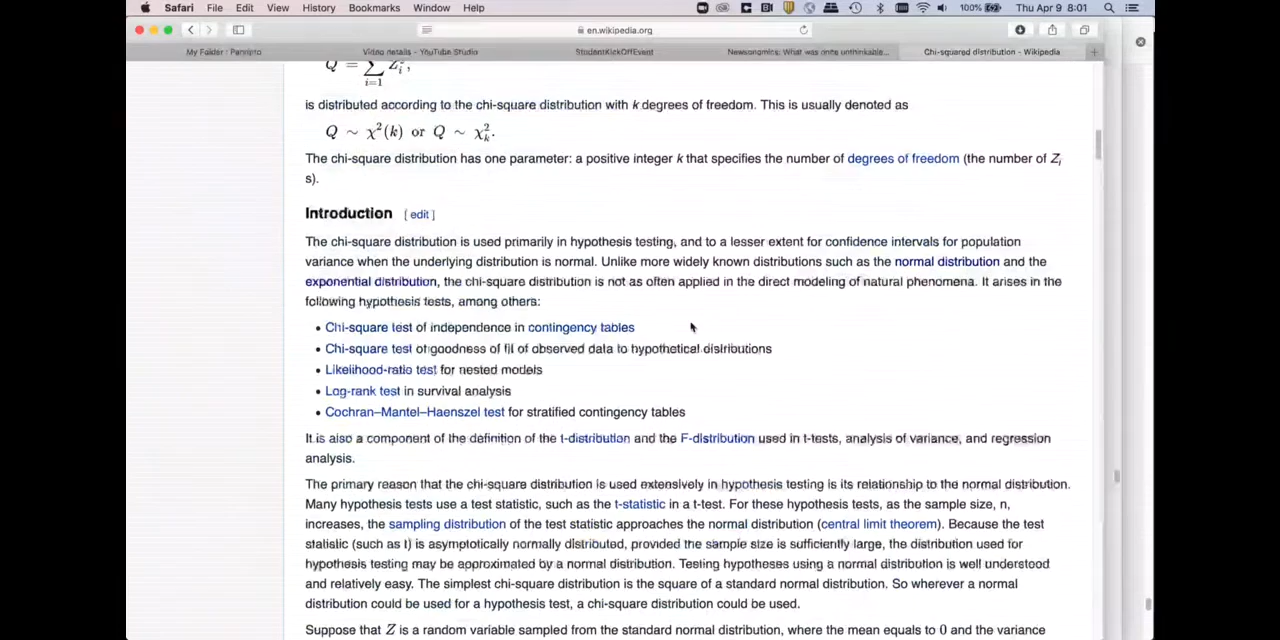 Safari File Edit View History Bookmarks Window Help 100% Thu Apr 9 8:01
en.wikipedia.org
My Folder : Panopto Video details - YouTube Studio StudentKickOffEvent Newsonomics: What was once unthinkable... Chi-squared distribution - Wikipedia
Q = ∑ Z_i^2,
i=1
is distributed according to the chi-square distribution with k degrees of freedom. This is usually denoted as
Q ∼ χ²(k) or Q ∼ χ²_k.
The chi-square distribution has one parameter: a positive integer k that specifies the number of degrees of freedom (the number of Z_i
s).
Introduction [ edit ]
The chi-square distribution is used primarily in hypothesis testing, and to a lesser extent for confidence intervals for population
variance when the underlying distribution is normal. Unlike more widely known distributions such as the normal distribution and the
exponential distribution, the chi-square distribution is not as often applied in the direct modeling of natural phenomena. It arises in the
following hypothesis tests, among others:
• Chi-square test of independence in contingency tables
• Chi-square test of goodness of fit of observed data to hypothetical distributions
• Likelihood-ratio test for nested models
• Log-rank test in survival analysis
• Cochran–Mantel–Haenszel test for stratified contingency tables
It is also a component of the definition of the t-distribution and the F-distribution used in t-tests, analysis of variance, and regression
analysis.
The primary reason that the chi-square distribution is used extensively in hypothesis testing is its relationship to the normal distribution.
Many hypothesis tests use a test statistic, such as the t-statistic in a t-test. For these hypothesis tests, as the sample size, n,
increases, the sampling distribution of the test statistic approaches the normal distribution (central limit theorem). Because the test
statistic (such as t) is asymptotically normally distributed, provided the sample size is sufficiently large, the distribution used for
hypothesis testing may be approximated by a normal distribution. Testing hypotheses using a normal distribution is well understood
and relatively easy. The simplest chi-square distribution is the square of a standard normal distribution. So wherever a normal
distribution could be used for a hypothesis test, a chi-square distribution could be used.
Suppose that Z is a random variable sampled from the standard normal distribution, where the mean equals to 0 and the variance